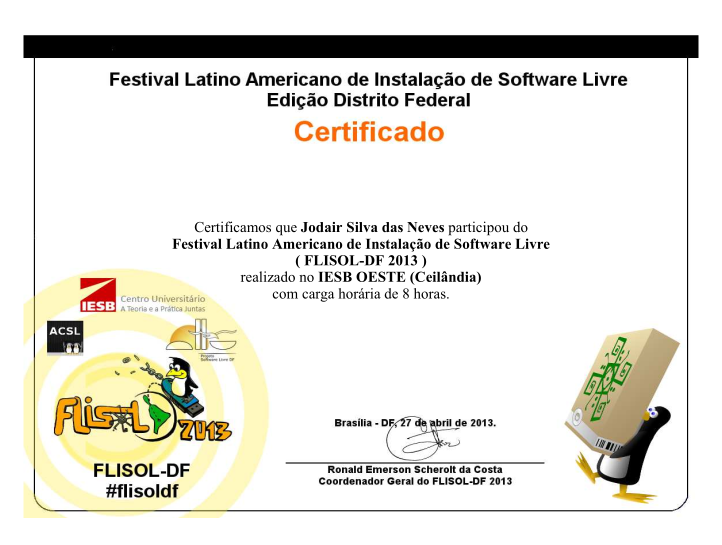 Festival Latino Americano de Instalação de Software Livre
Edição Distrito Federal
Certificado
Certificamos que Jodair Silva das Neves participou do
Festival Latino Americano de Instalação de Software Livre
( FLISOL-DF 2013 )
realizado no IESB OESTE (Ceilândia)
com carga horária de 8 horas.
IESB
Centro Universitário
A Teoria e a Prática Juntas
ACSL
Projeto
Software Livre DF
FLISOL
2013
FLISOL-DF
#flisoldf
Brasília - DF, 27 de abril de 2013.
Ronald Emerson Scherolt da Costa
Coordenador Geral do FLISOL-DF 2013